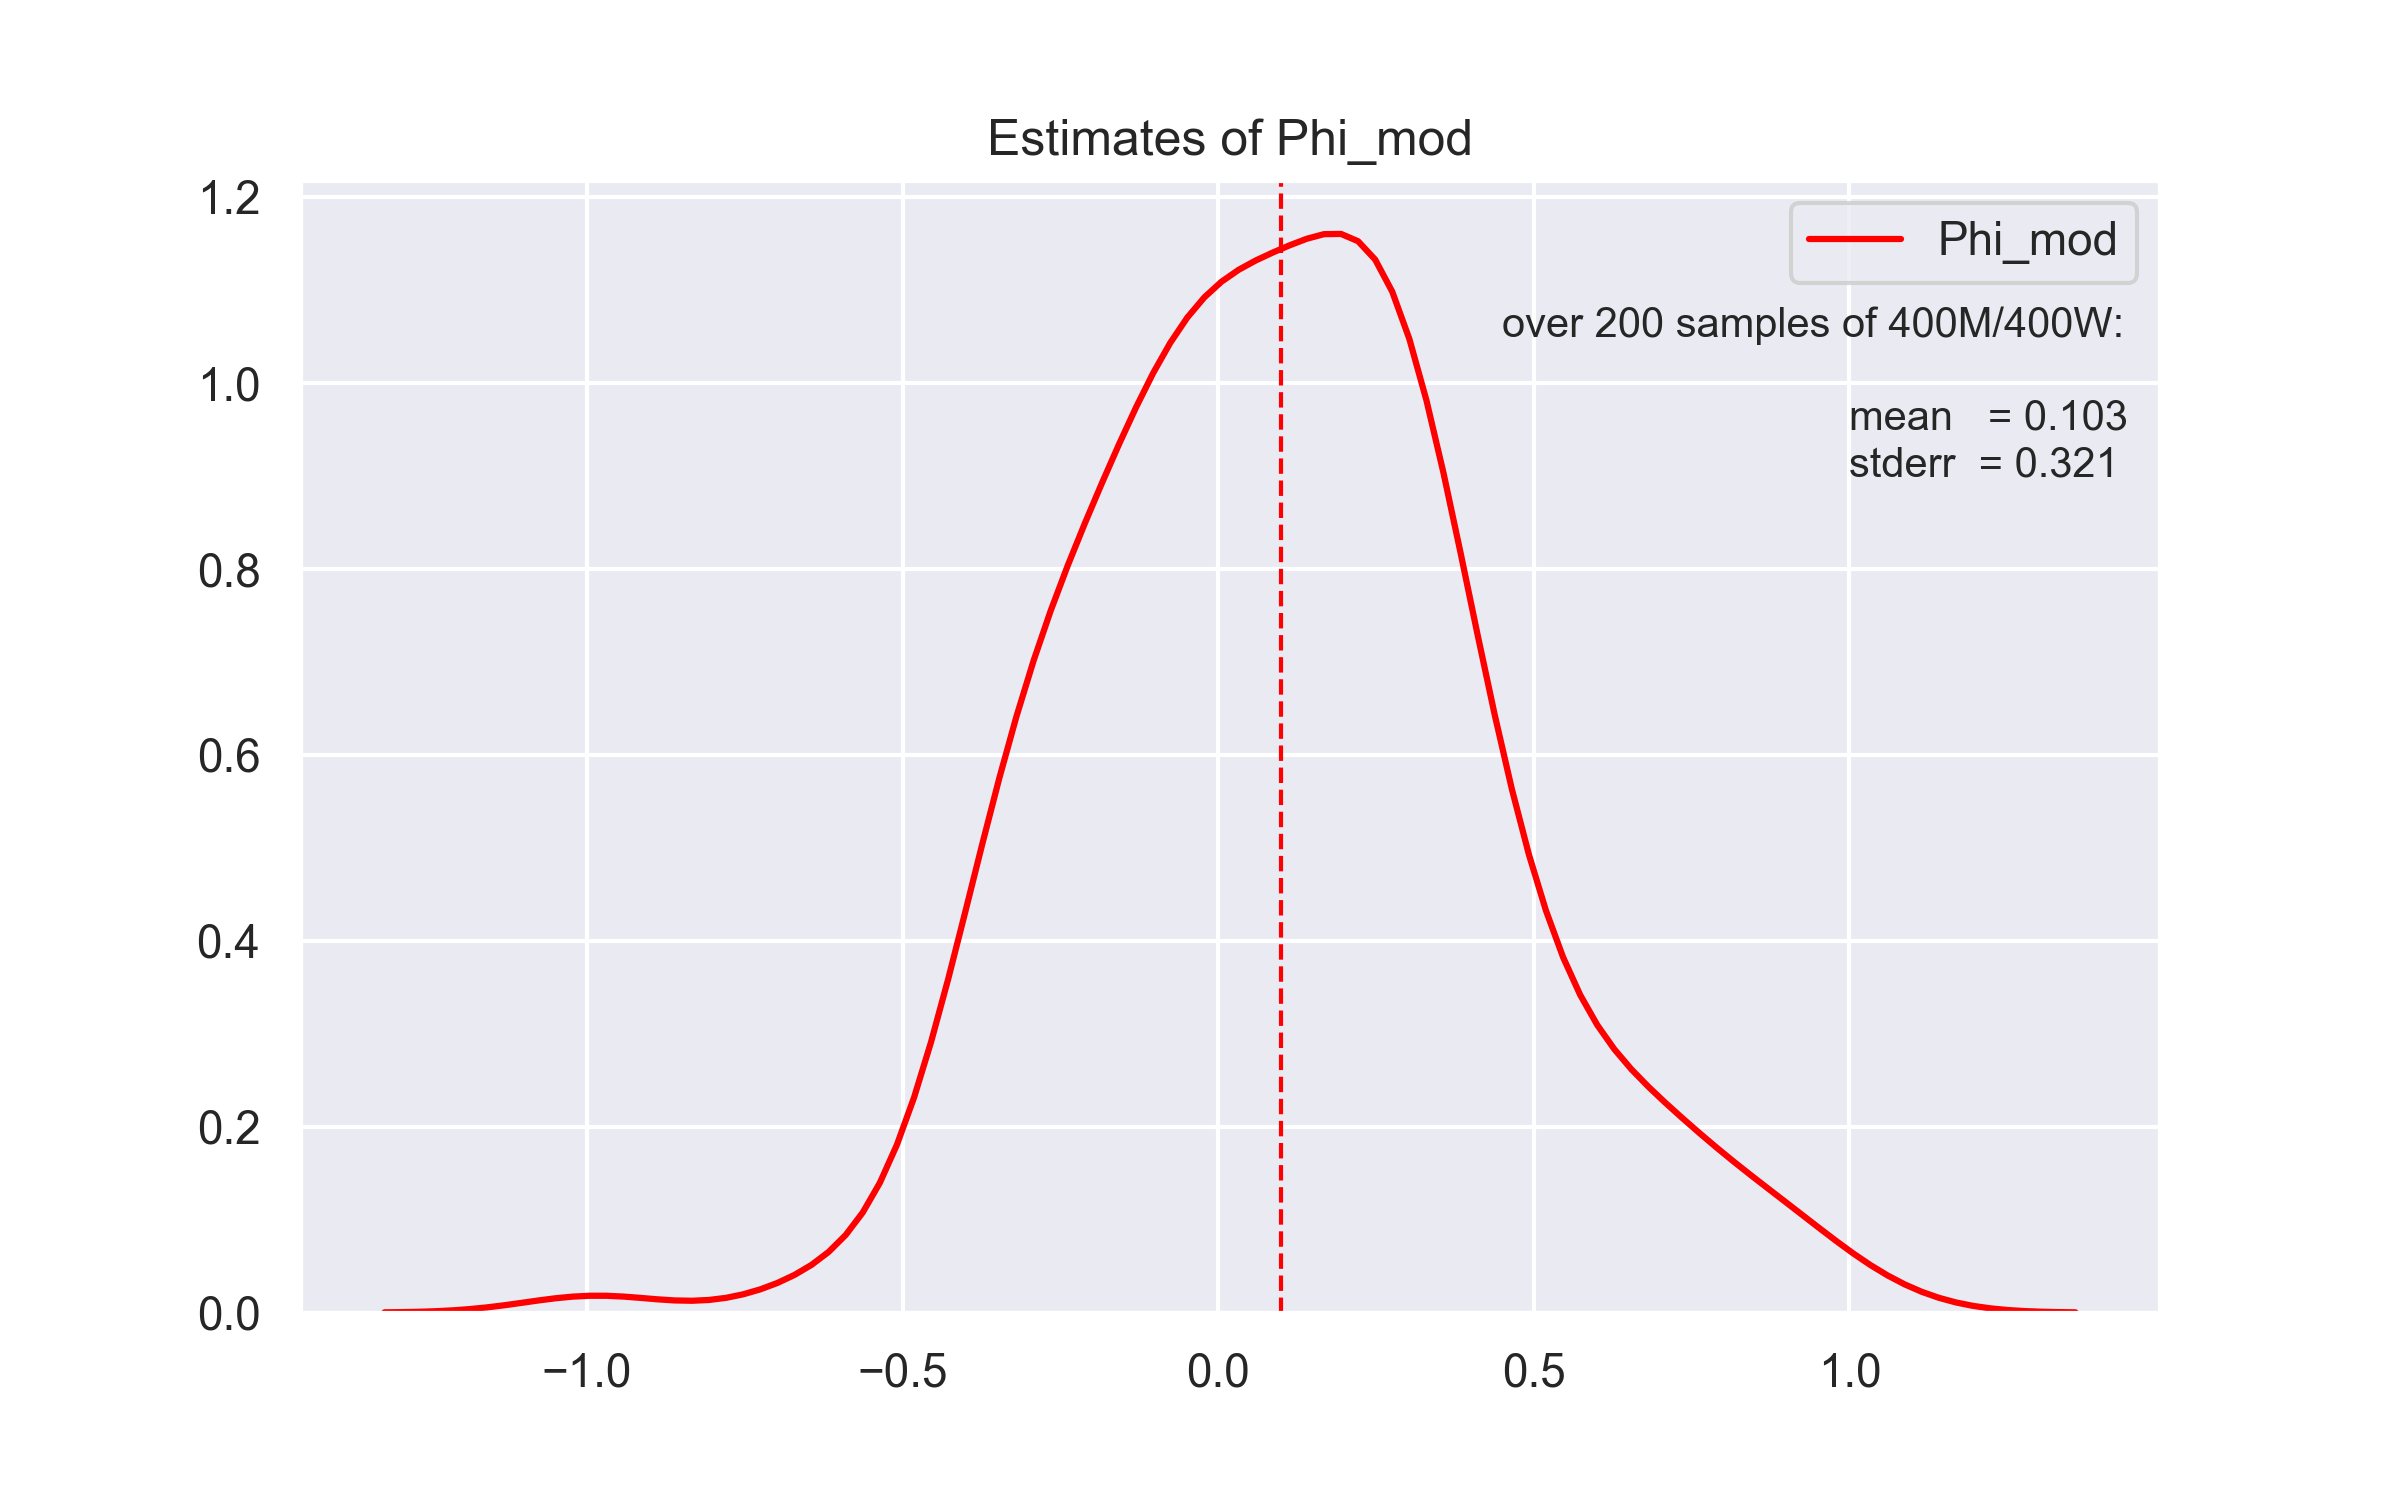 Estimates of Phi_mod
1.2
1.0
0.8
0.6
0.4
0.2
0.0
Phi_mod
over 200 samples of 400M/400W:
mean = 0.103
stderr = 0.321
−1.0 −0.5 0.0 0.5 1.0